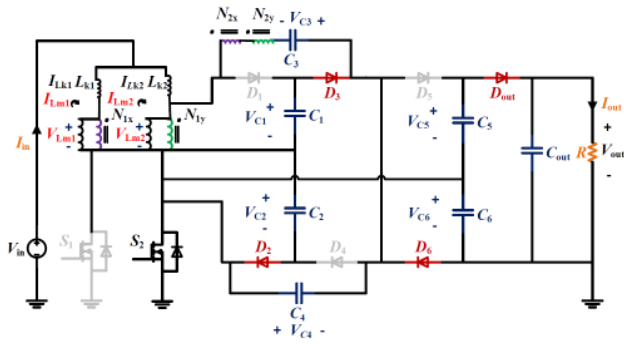 N2x N2y - VC3 +
C3
ILk1 Lk1 ILk2 Lk2
ILm1 ILm2
D1 D3 D5 Dout
N1x N1y
+ VLm1 - + VLm2 -
+ VC1 - C1
+ VC5 - C5
Iin
Iout
Cout R + Vout -
+ VC2 - C2
+ VC6 - C6
Vin S1 S2
D2 D4 D6
C4
+ VC4 -